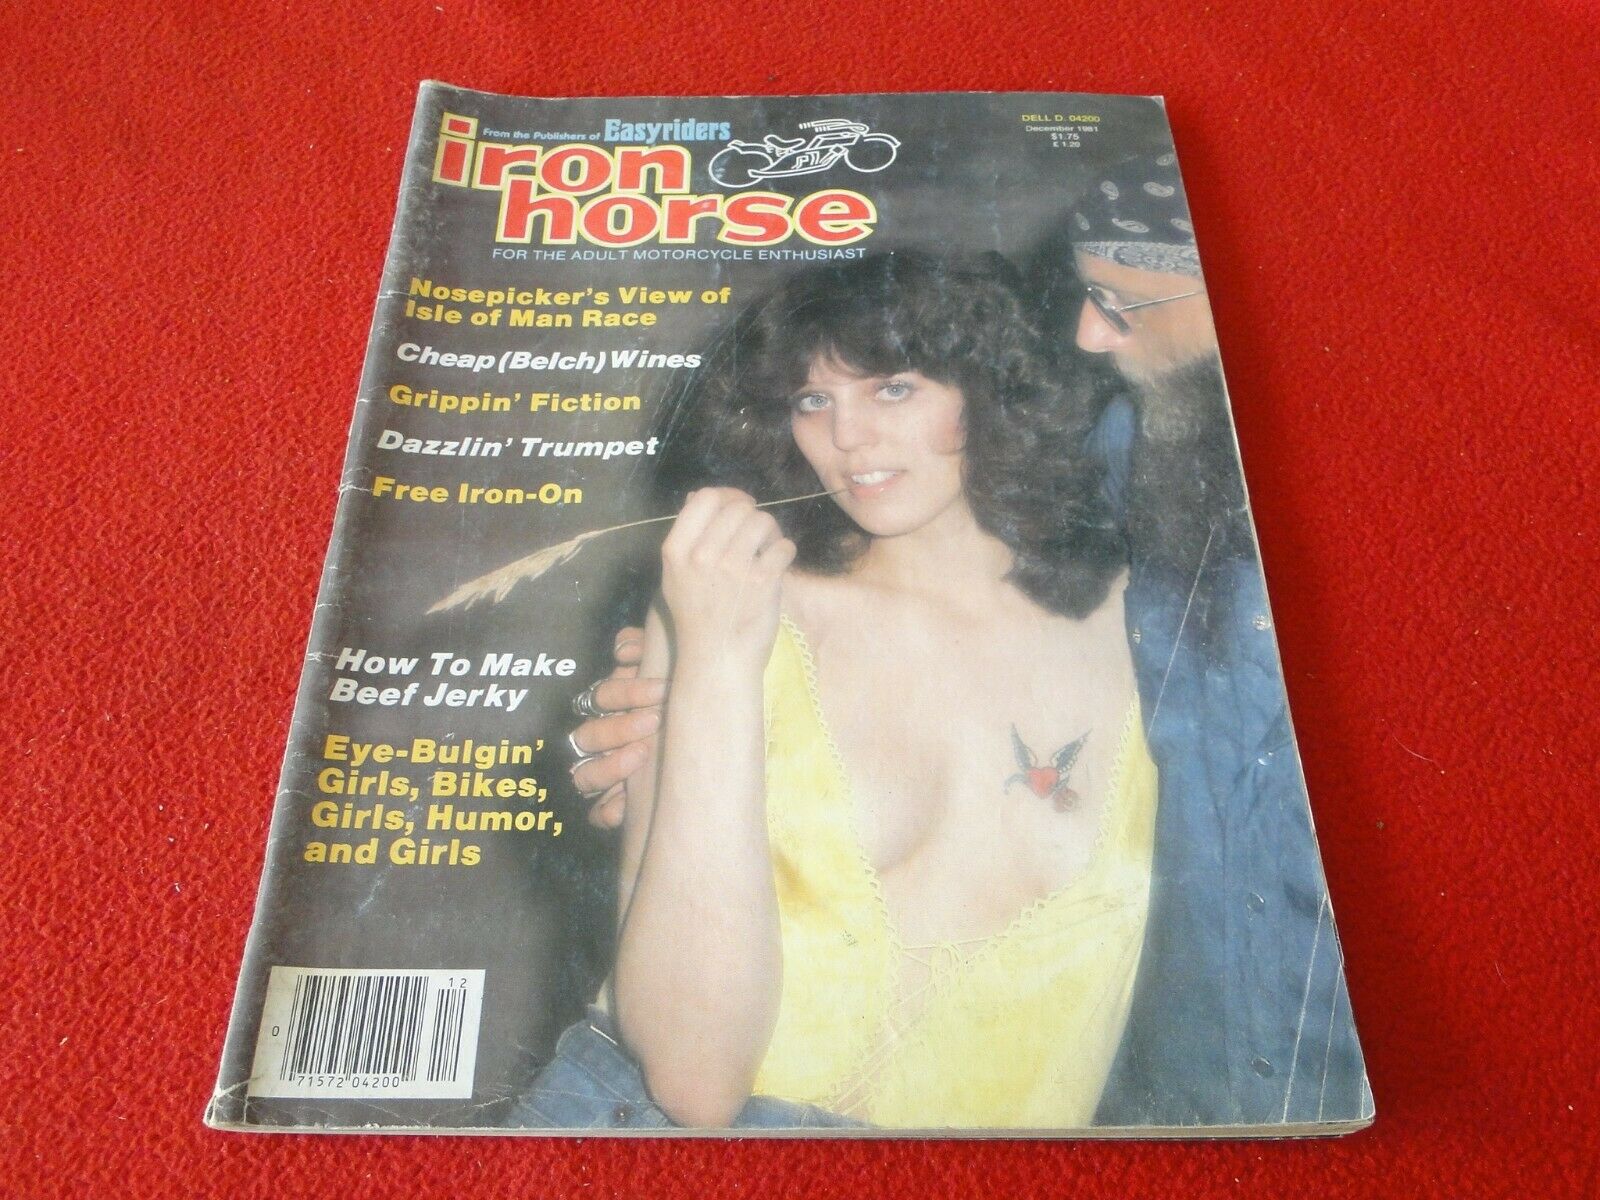 From the Publishers of Easyriders
iron
horse
FOR THE ADULT MOTORCYCLE ENTHUSIAST
DELL D. 04200
December 1981
$1.75
£ 1.20
Nosepicker's View of
Isle of Man Race
Cheap (Belch) Wines
Grippin' Fiction
Dazzlin' Trumpet
Free Iron-On
How To Make
Beef Jerky
Eye-Bulgin'
Girls, Bikes,
Girls, Humor,
and Girls
12
0
71572 04200